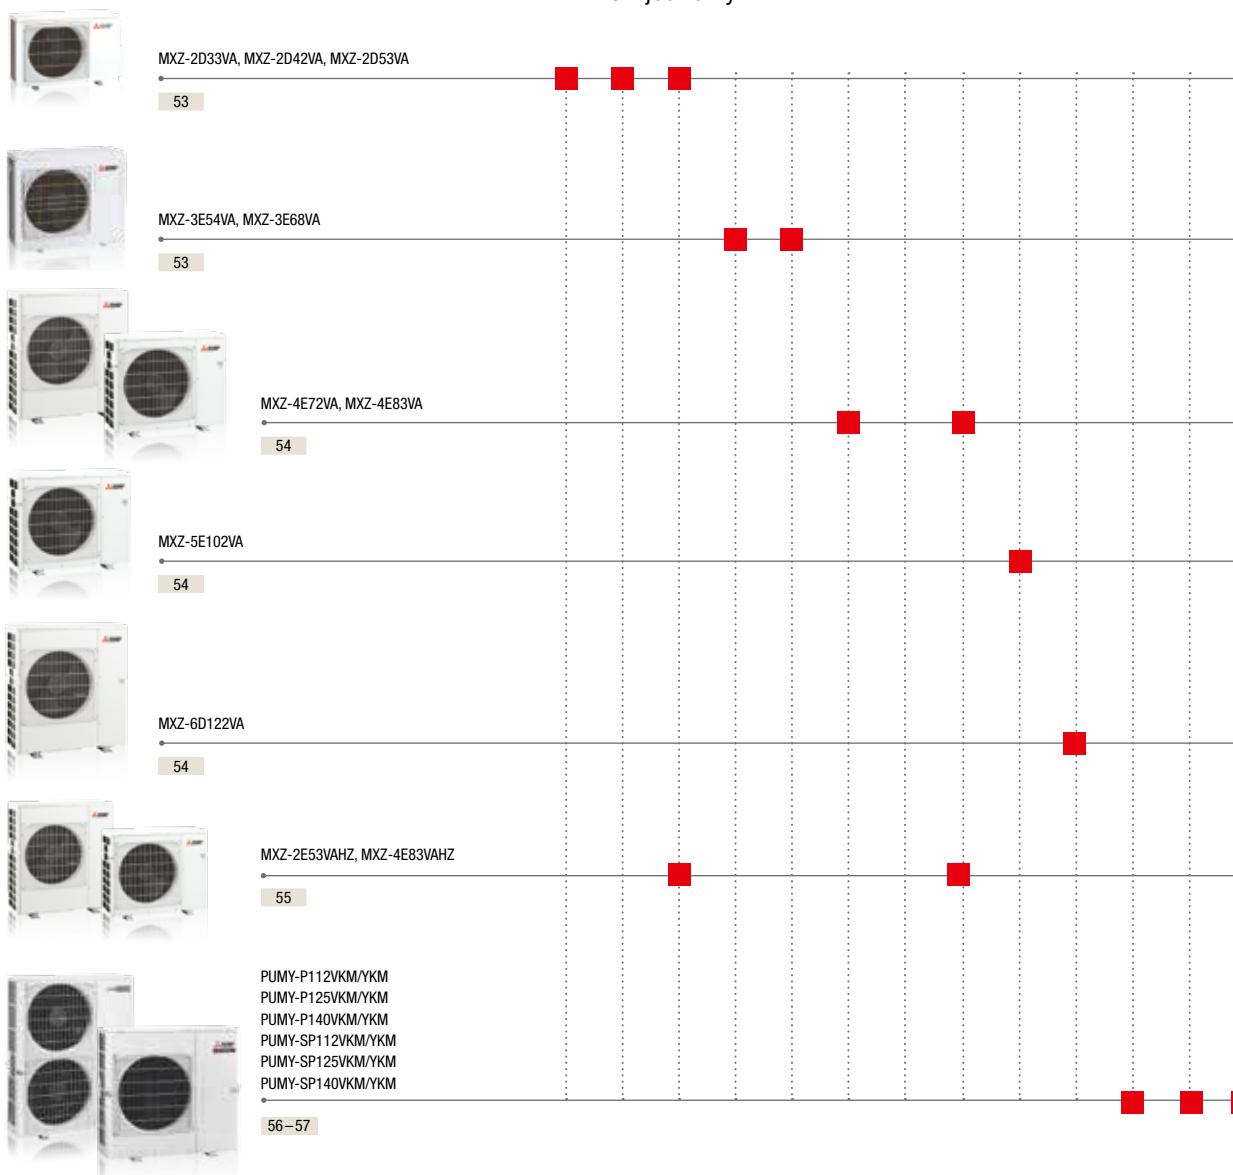 MXZ-2D33VA, MXZ-2D42VA, MXZ-2D53VA
53
MXZ-3E54VA, MXZ-3E68VA
53
MXZ-4E72VA, MXZ-4E83VA
54
MXZ-5E102VA
54
MXZ-6D122VA
54
MXZ-2E53VAHZ, MXZ-4E83VAHZ
55
PUMY-P112VKM/YKM
PUMY-P125VKM/YKM
PUMY-P140VKM/YKM
PUMY-SP112VKM/YKM
PUMY-SP125VKM/YKM
PUMY-SP140VKM/YKM
56–57